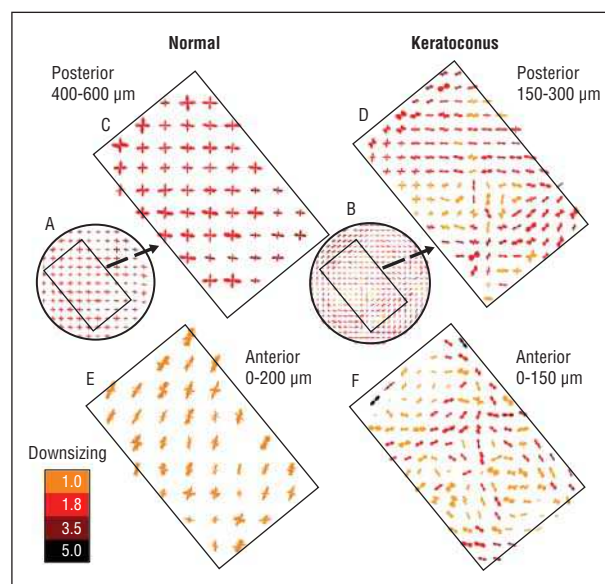 Normal
Keratoconus
Posterior
400-600 µm
Posterior
150-300 µm
C
D
A
B
Anterior
0-200 µm
Anterior
0-150 µm
E
F
Downsizing
1.0
1.8
3.5
5.0